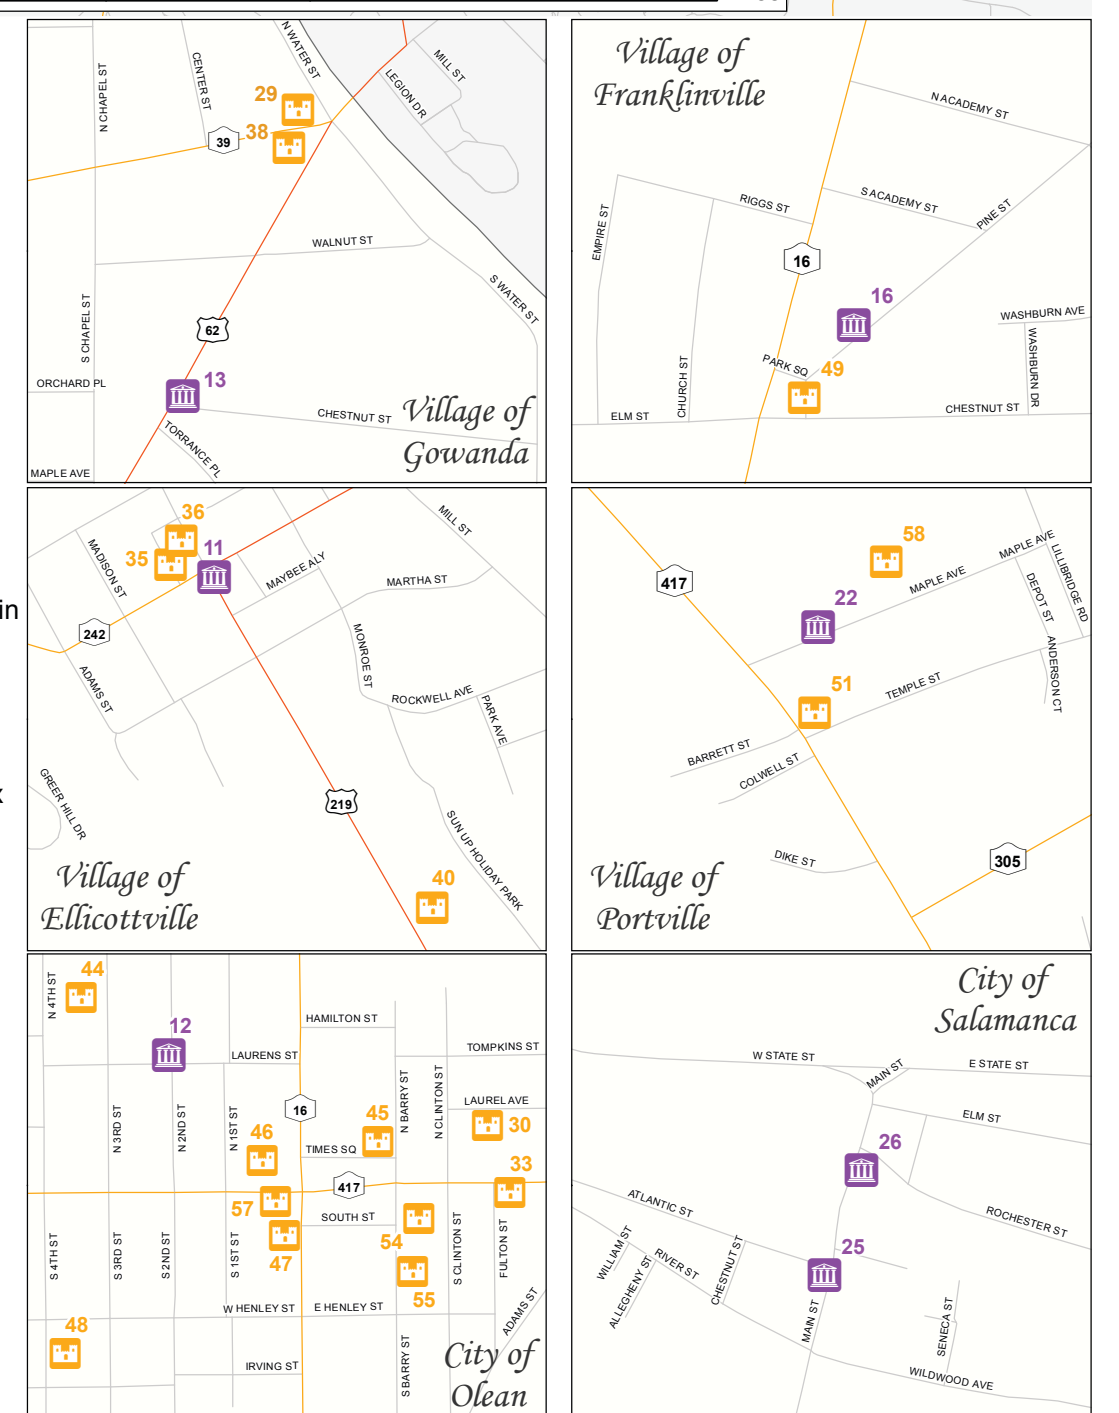 in
x
N CHAPEL ST
CENTER ST
N WATER ST
MILL ST
LEGION DR
29
38
39
WALNUT ST
S WATER ST
S CHAPEL ST
62
ORCHARD PL
13
CHESTNUT ST
TORRANCE PL
MAPLE AVE
Village of
Gowanda
Village of
Franklinville
N ACADEMY ST
S ACADEMY ST
RIGGS ST
EMPIRE ST
PINE ST
16
16
WASHBURN AVE
WASHBURN DR
PARK SQ
49
CHURCH ST
ELM ST
CHESTNUT ST
36
35
11
MADISON ST
MILL ST
MAYBEE ALY
MARTHA ST
242
ADAMS ST
MONROE ST
ROCKWELL AVE
PARK AVE
GREER HILL DR
219
SUN UP HOLIDAY PARK
40
Village of
Ellicottville
58
417
MAPLE AVE
MAPLE AVE
LILLIBRIDGE RD
DEPOT ST
22
ANDERSON CT
51
TEMPLE ST
BARRETT ST
COLWELL ST
DIKE ST
305
Village of
Portville
44
N 4TH ST
12
HAMILTON ST
LAURENS ST
TOMPKINS ST
N 3RD ST
N 2ND ST
N 1ST ST
16
45
N BARRY ST
N CLINTON ST
LAUREL AVE
30
46
TIMES SQ
33
417
57
SOUTH ST
47
54
55
S 4TH ST
S 3RD ST
S 2ND ST
S 1ST ST
S CLINTON ST
FULTON ST
W HENLEY ST
E HENLEY ST
ADAMS ST
48
IRVING ST
S BARRY ST
City of
Olean
City of
Salamanca
W STATE ST
MAIN ST
E STATE ST
ELM ST
26
ATLANTIC ST
ROCHESTER ST
WILLIAM ST
RIVER ST
CHESTNUT ST
25
ALLEGHENY ST
MAIN ST
SENECA ST
WILDWOOD AVE